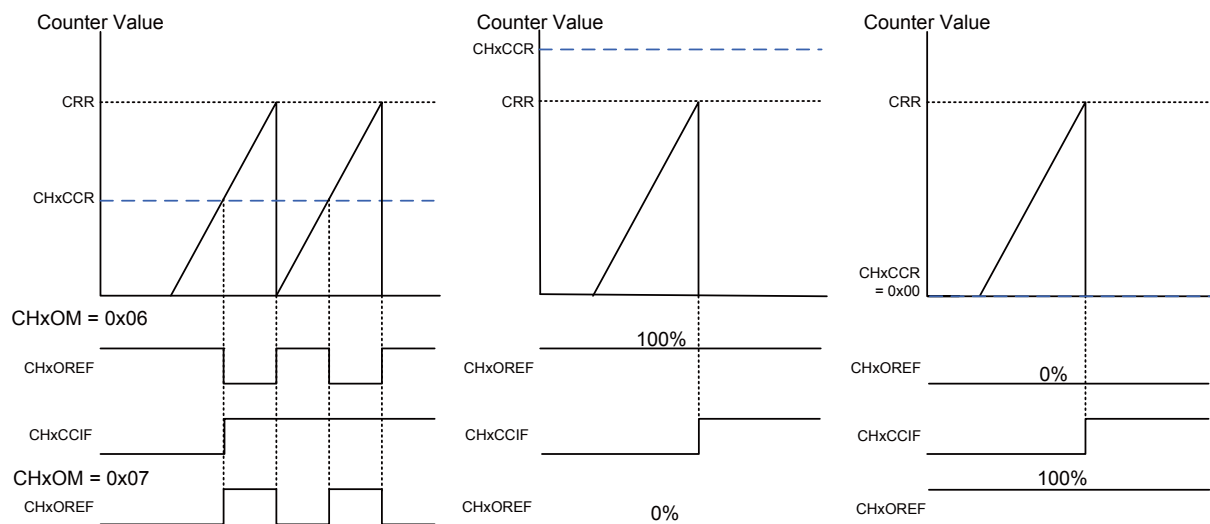 Counter Value
CRR
CHxCCR
CHxOM = 0x06
CHxOREF
CHxCCIF
CHxOM = 0x07
CHxOREF
Counter Value
CHxCCR
CRR
100%
CHxOREF
CHxCCIF
CHxOREF
0%
Counter Value
CRR
CHxCCR
= 0x00
CHxOREF
0%
CHxCCIF
100%
CHxOREF